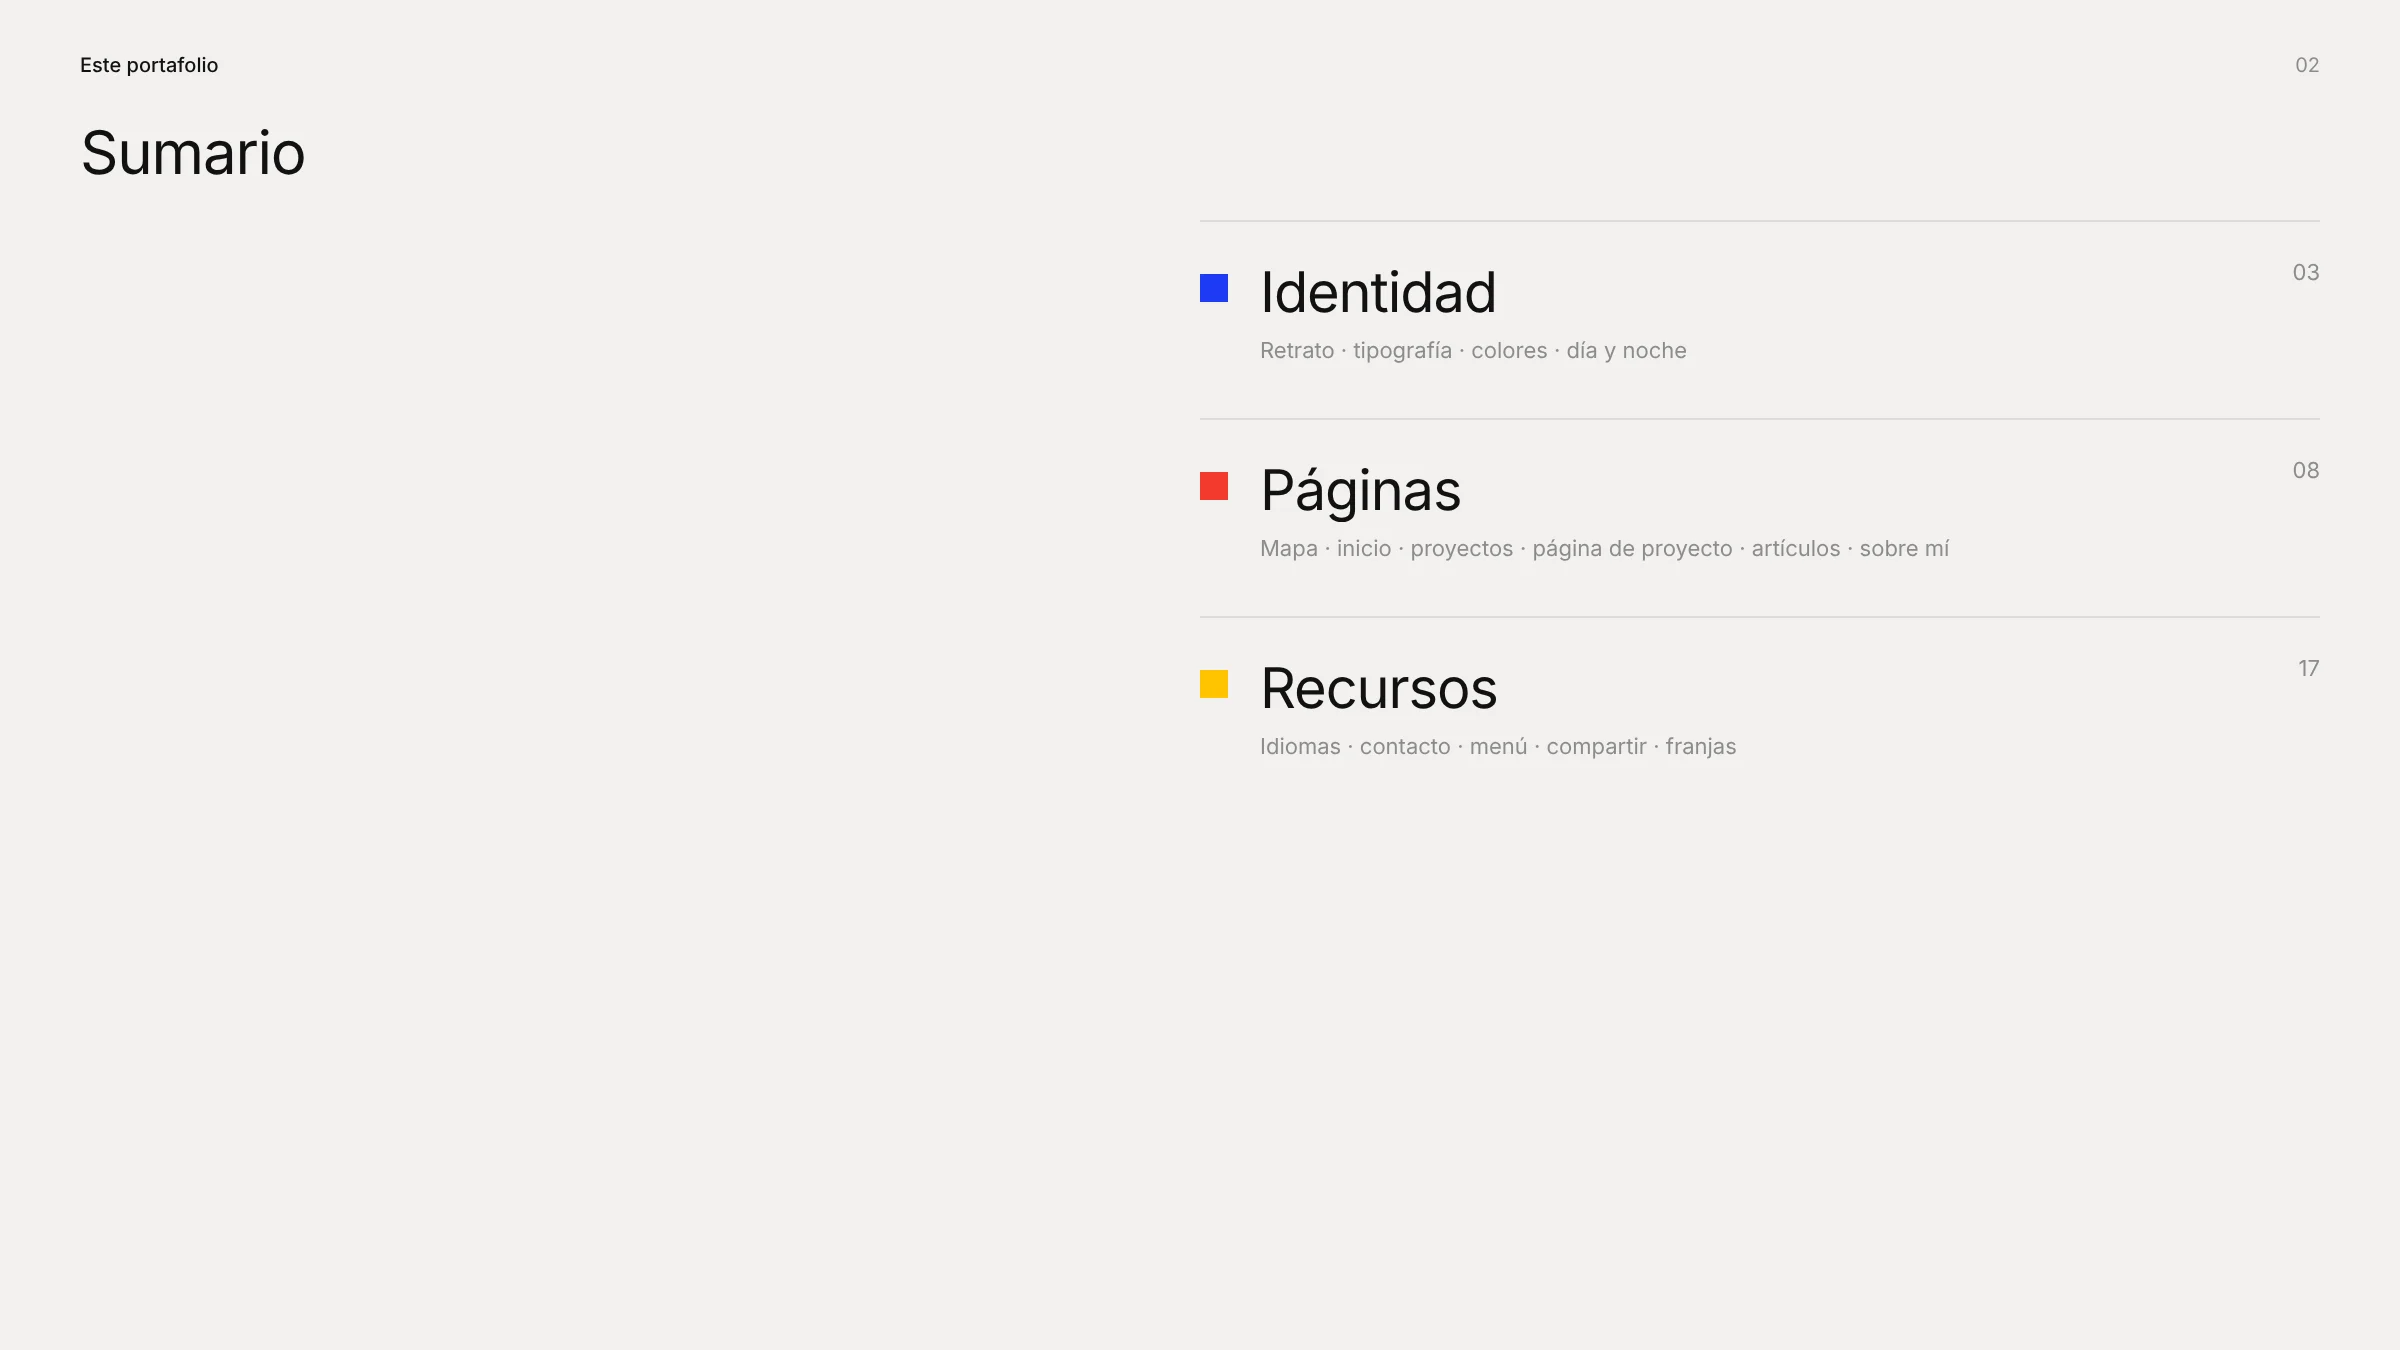 Este portafolio
02
Sumario
Identidad
03
Retrato · tipografía · colores · día y noche
Páginas
08
Mapa · inicio · proyectos · página de proyecto · artículos · sobre mí
Recursos
17
Idiomas · contacto · menú · compartir · franjas